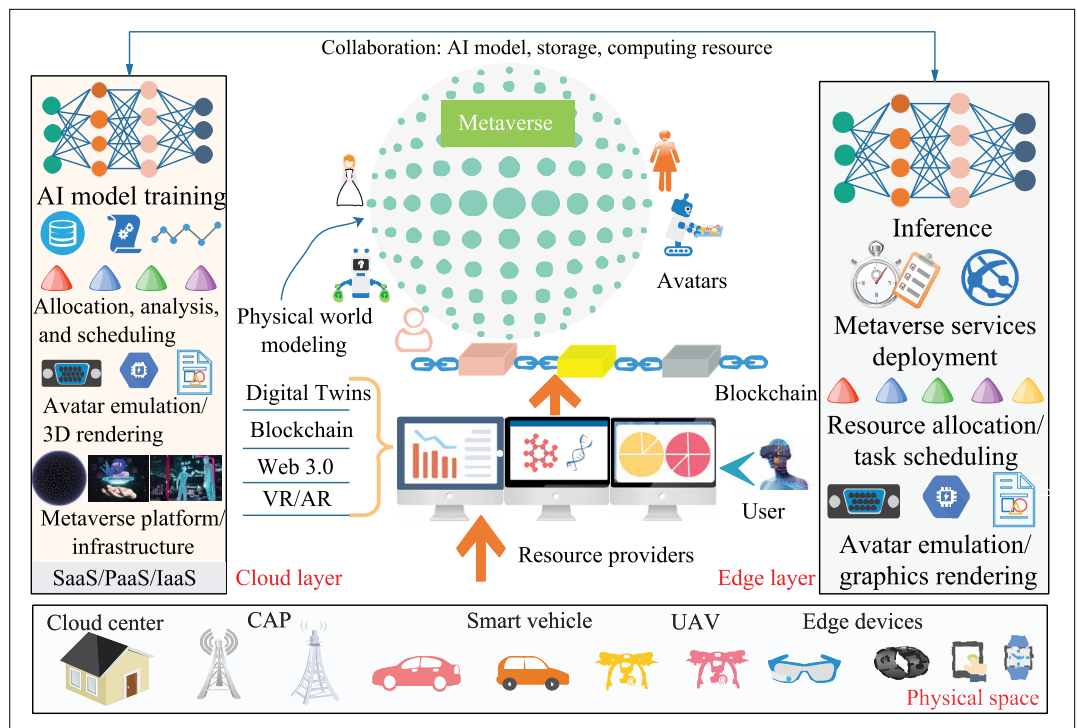 Collaboration: AI model, storage, computing resource
Metaverse
AI model training
Allocation, analysis,
and scheduling
Avatar emulation/
3D rendering
Metaverse platform/
infrastructure
SaaS/PaaS/IaaS
Cloud layer
Physical world
modeling
Avatars
Blockchain
Digital Twins
Blockchain
Web 3.0
VR/AR
User
Resource providers
Edge layer
Inference
Metaverse services
deployment
Resource allocation/
task scheduling
Avatar emulation/
graphics rendering
Cloud center
CAP
Smart vehicle
UAV
Edge devices
Physical space